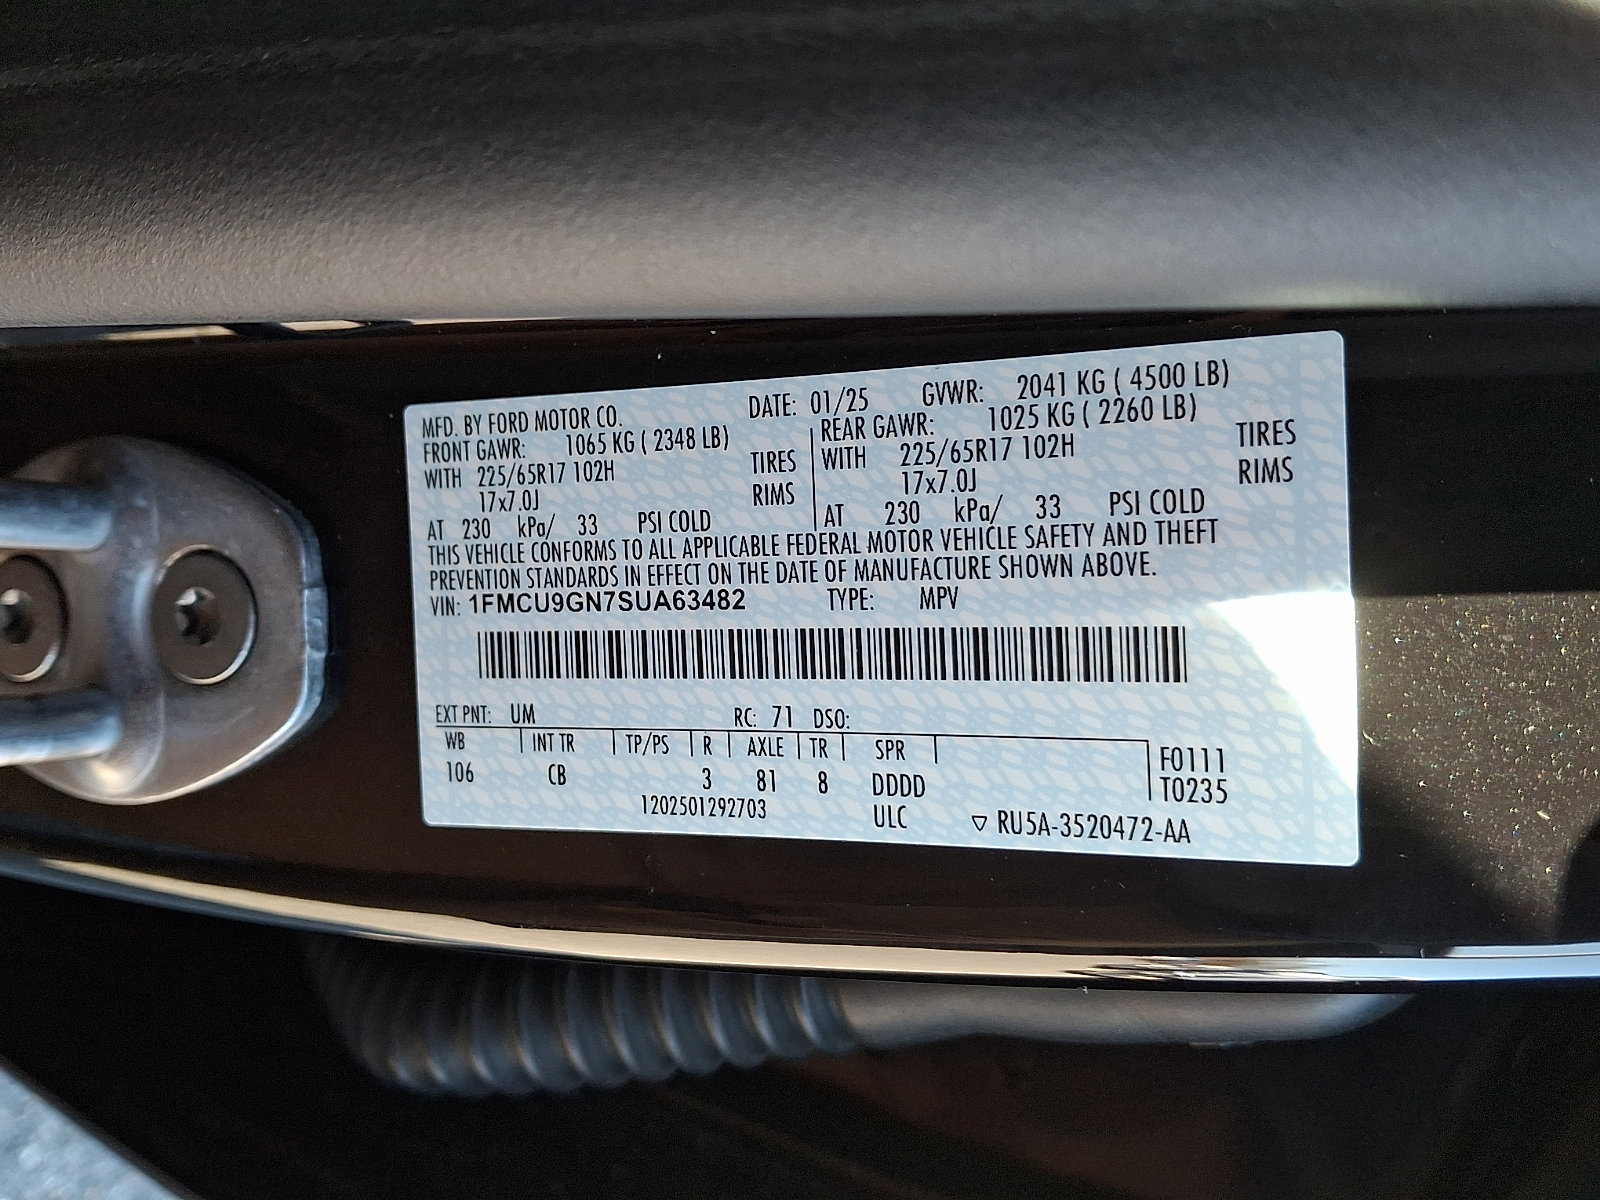 MFD. BY FORD MOTOR CO. DATE: 01/25 GVWR: 2041 KG ( 4500 LB)
FRONT GAWR: 1065 KG ( 2348 LB) REAR GAWR: 1025 KG ( 2260 LB)
WITH 225/65R17 102H TIRES WITH 225/65R17 102H TIRES
17x7.0J RIMS 17x7.0J RIMS
AT 230 kPa/ 33 PSI COLD AT 230 kPa/ 33 PSI COLD
THIS VEHICLE CONFORMS TO ALL APPLICABLE FEDERAL MOTOR VEHICLE SAFETY AND THEFT
PREVENTION STANDARDS IN EFFECT ON THE DATE OF MANUFACTURE SHOWN ABOVE.
VIN: 1FMCU9GN7SUA63482 TYPE: MPV
EXT PNT: UM RC: 71 DSO:
WB INT TR TP/PS R AXLE TR SPR F0111
106 CB 3 81 8 DDDD T0235
1202501292703 ULC ▽ RU5A-3520472-AA